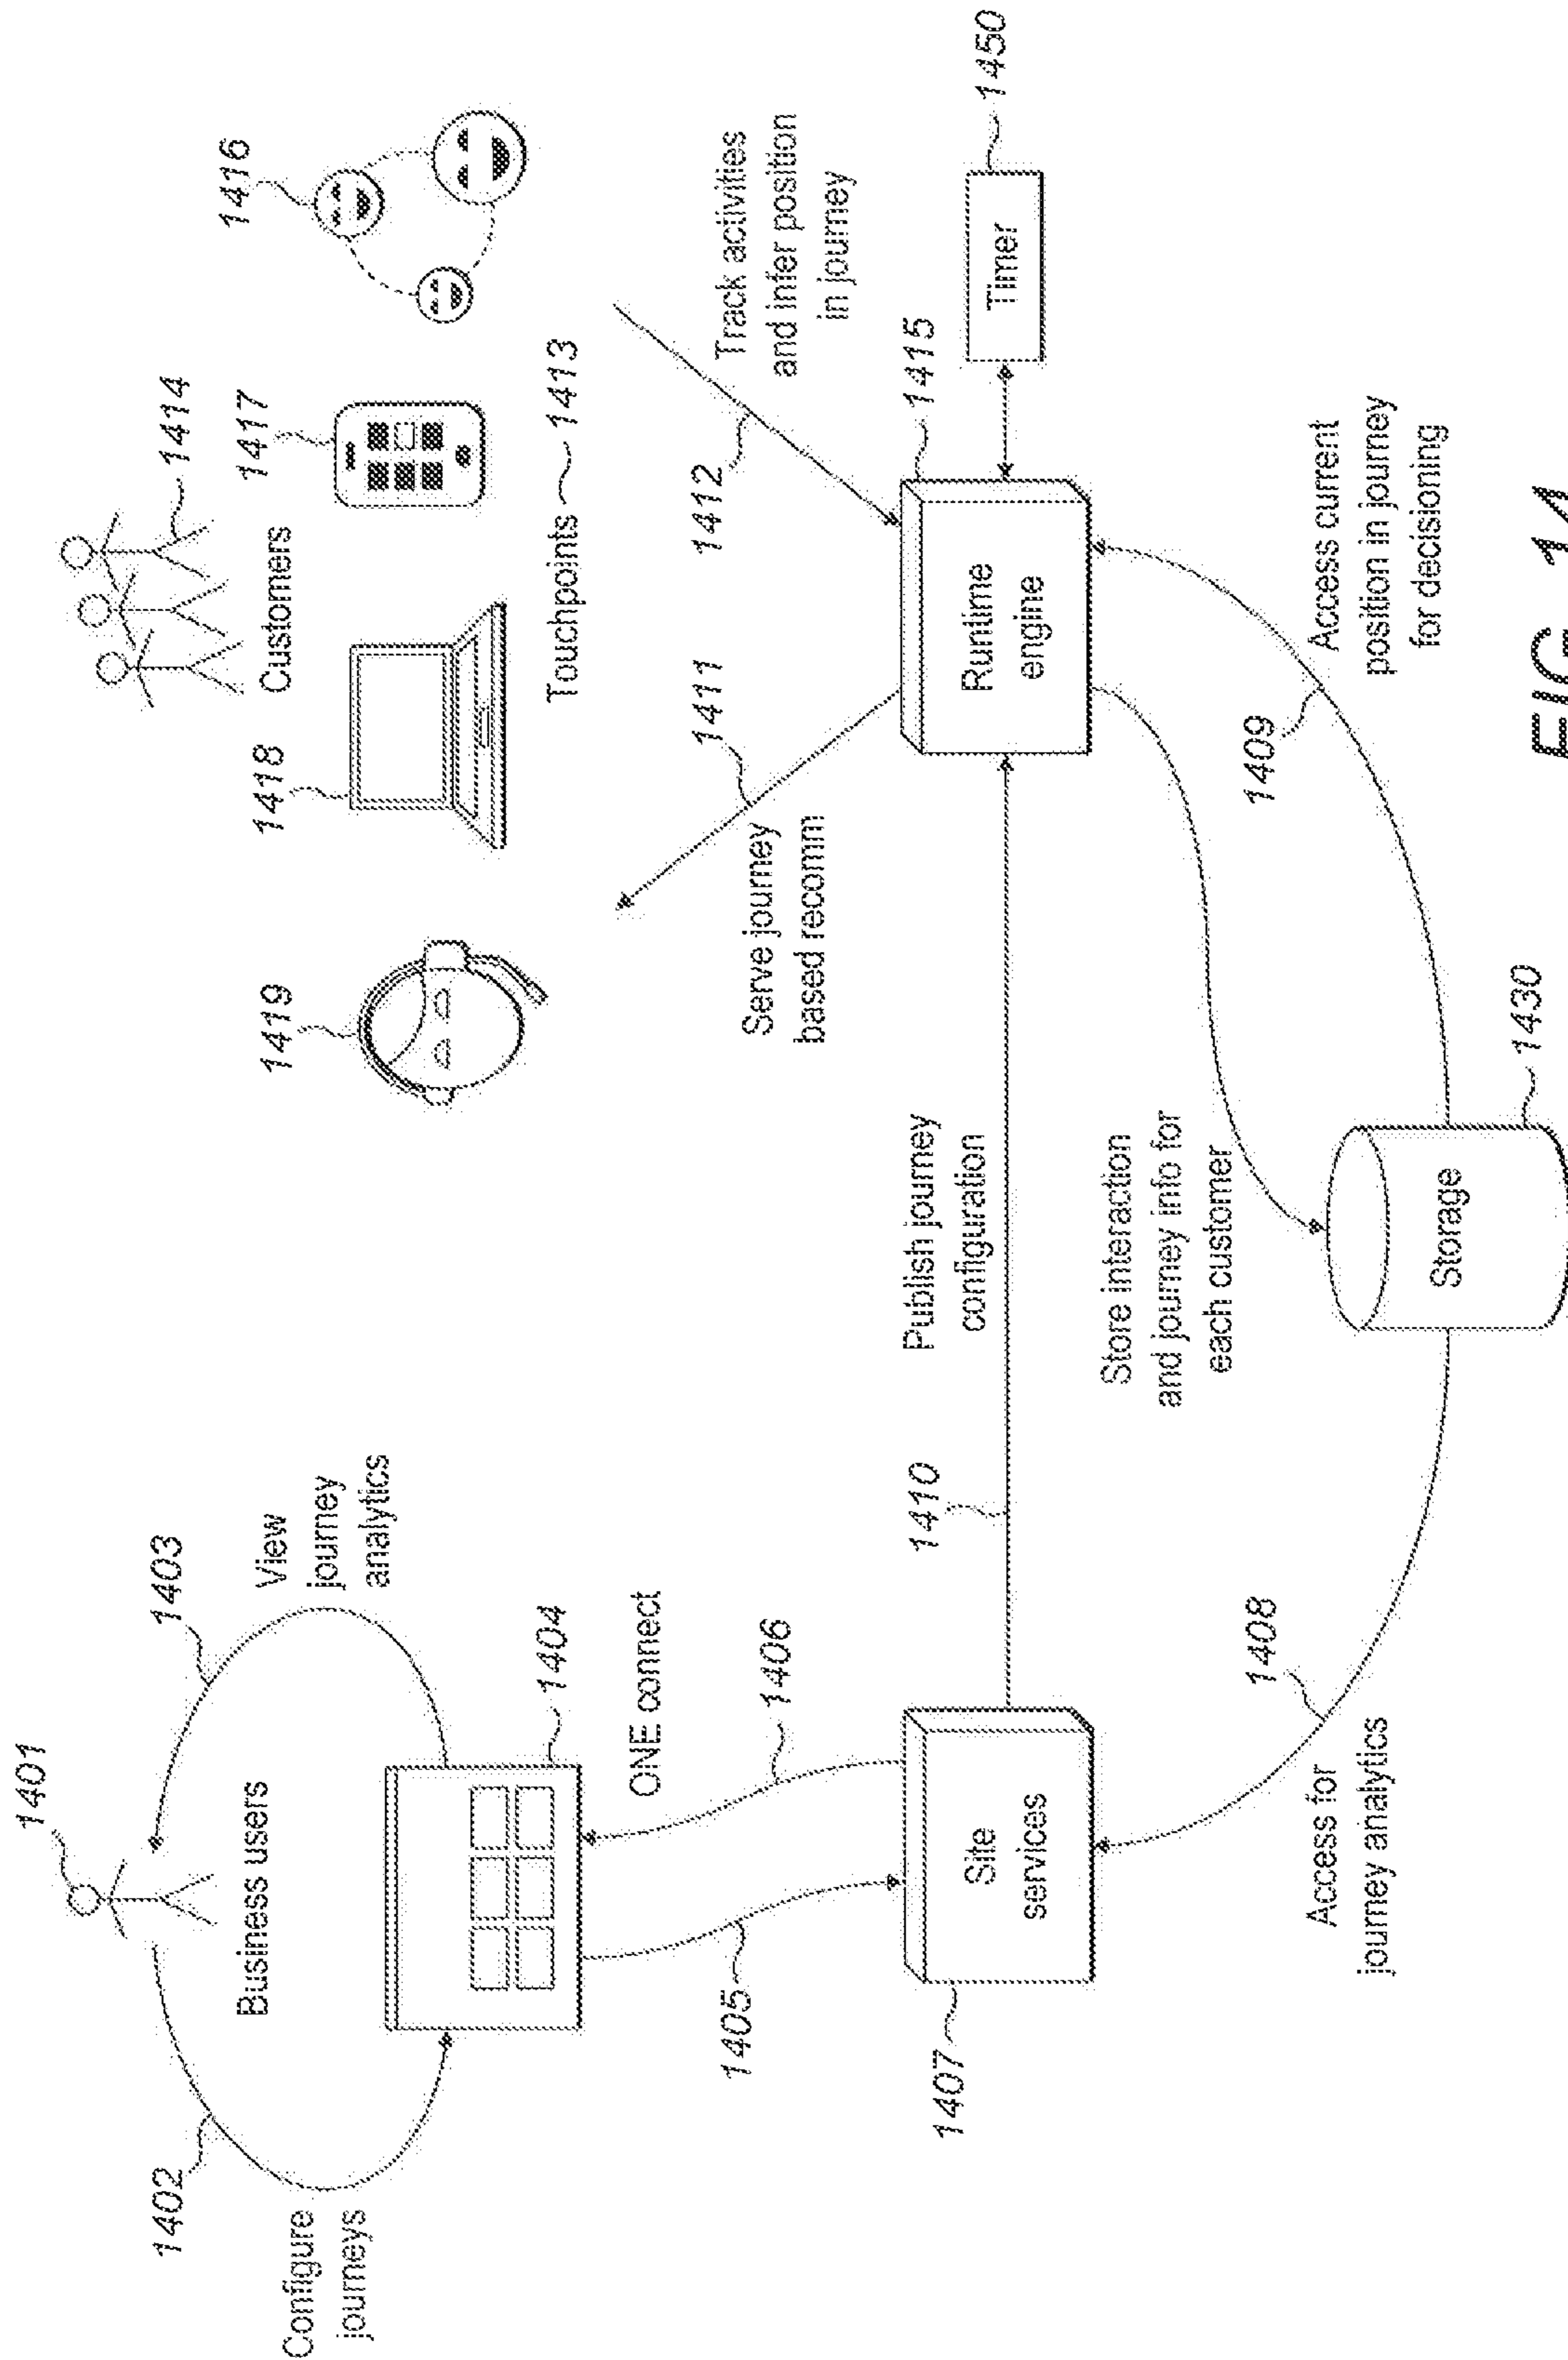 1401
1402
1403
Configure
journeys
Business users
View
journey
analytics
1404
ONE connect
1405
1406
1407
Site
services
1408
Access for
journey analytics
1410
Publish journey
configuration
Store interaction
and journey info for
each customer
Storage
1430
1409
Access current
position in journey
for decisioning
Runtime
engine
1415
Timer
1450
1411
Serve journey
based recomm
1412
Track activities
and infer position
in journey
Touchpoints
1413
1419
1418
Customers
1414
1417
1416
FIG. 14